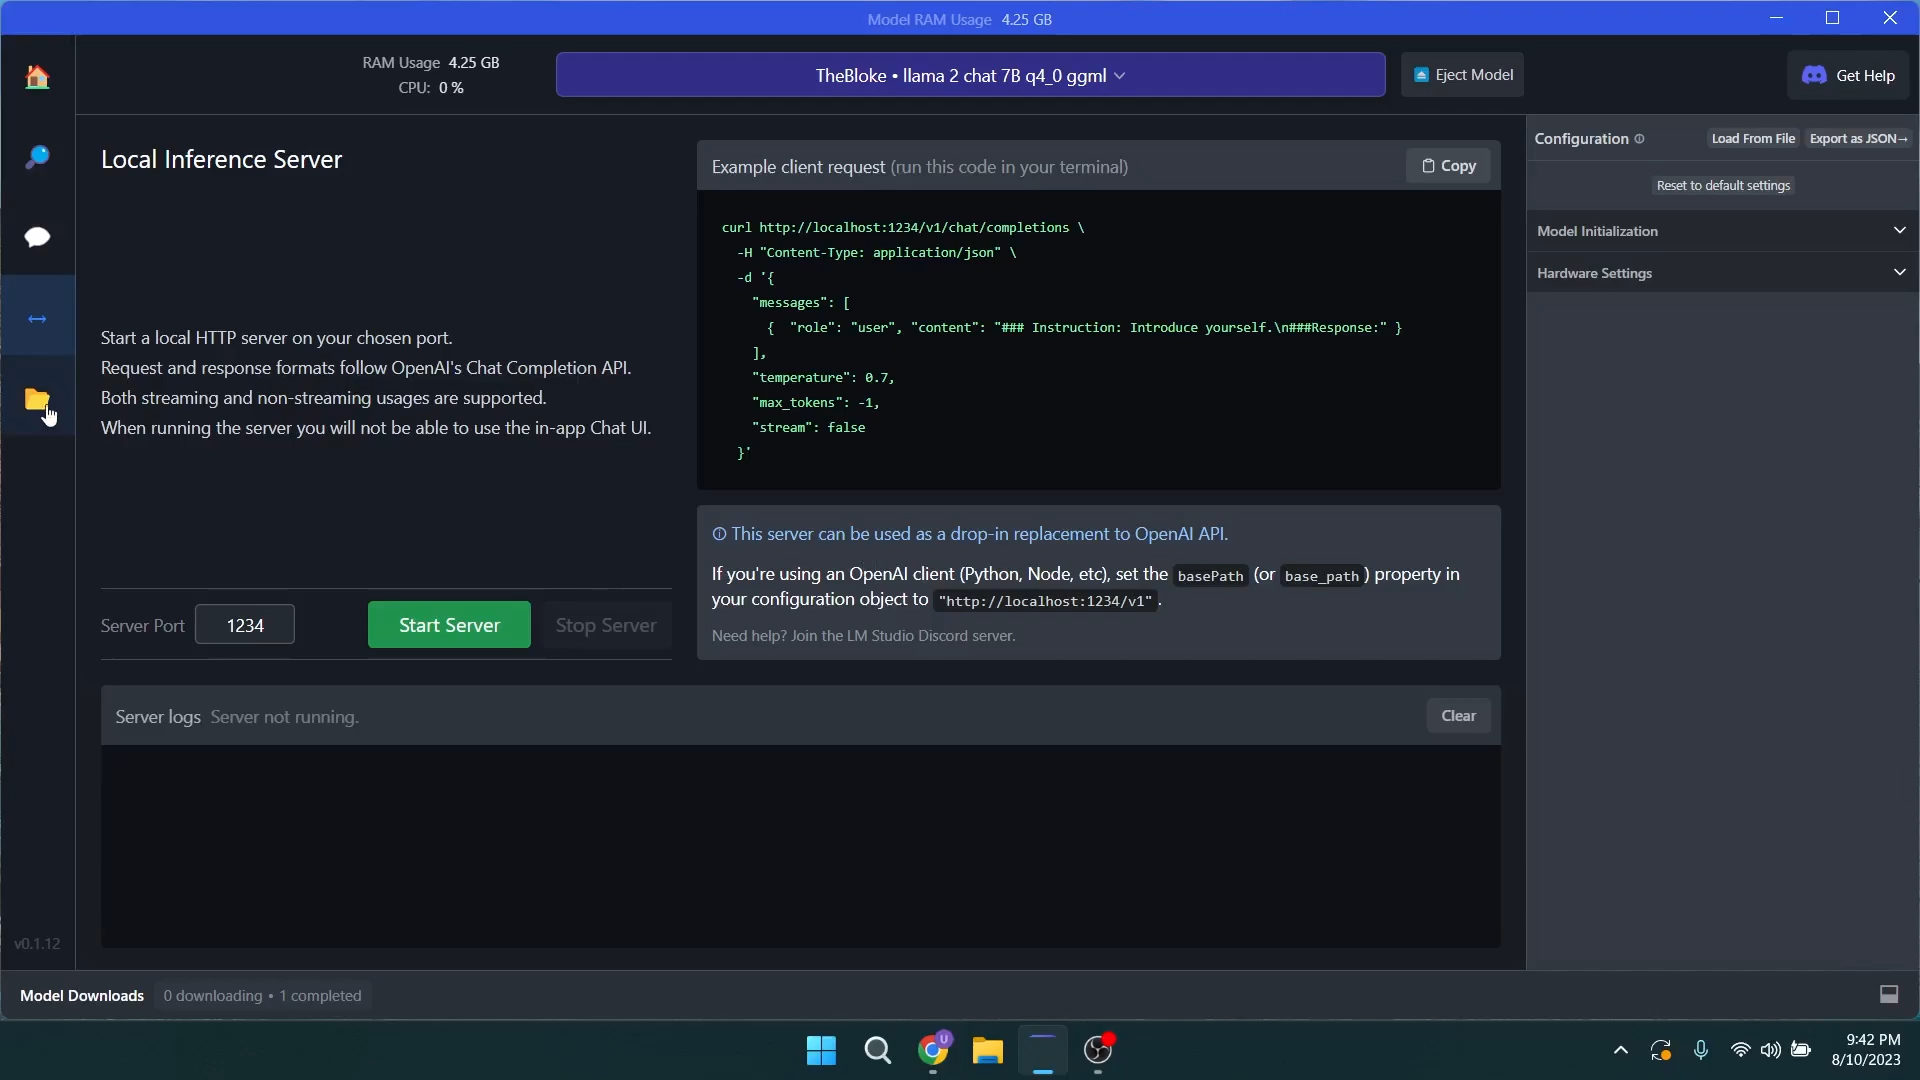 Model RAM Usage 4.25 GB
RAM Usage 4.25 GB
CPU: 0 %
TheBloke • llama 2 chat 7B q4_0 ggml
Eject Model
Get Help
Local Inference Server
Start a local HTTP server on your chosen port.
Request and response formats follow OpenAI's Chat Completion API.
Both streaming and non-streaming usages are supported.
When running the server you will not be able to use the in-app Chat UI.
Server Port 1234 Start Server Stop Server
Example client request (run this code in your terminal) Copy
curl http://localhost:1234/v1/chat/completions \
-H "Content-Type: application/json" \
-d '{
"messages": [
{ "role": "user", "content": "### Instruction: Introduce yourself.\n###Response:" }
],
"temperature": 0.7,
"max_tokens": -1,
"stream": false
}'
This server can be used as a drop-in replacement to OpenAI API.
If you're using an OpenAI client (Python, Node, etc), set the basePath (or base_path) property in
your configuration object to "http://localhost:1234/v1".
Need help? Join the LM Studio Discord server.
Server logs Server not running. Clear
Configuration Load From File Export as JSON→
Reset to default settings
Model Initialization
Hardware Settings
v0.1.12
Model Downloads 0 downloading • 1 completed
U
9:42 PM
8/10/2023